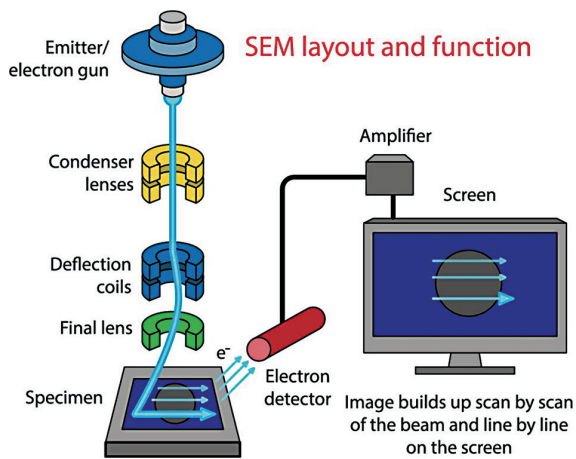 Emitter/
electron gun
SEM layout and function
Condenser
lenses
Amplifier
Screen
Deflection
coils
Final lens
e-
Specimen
Electron
detector
Image builds up scan by scan
of the beam and line by line
on the screen